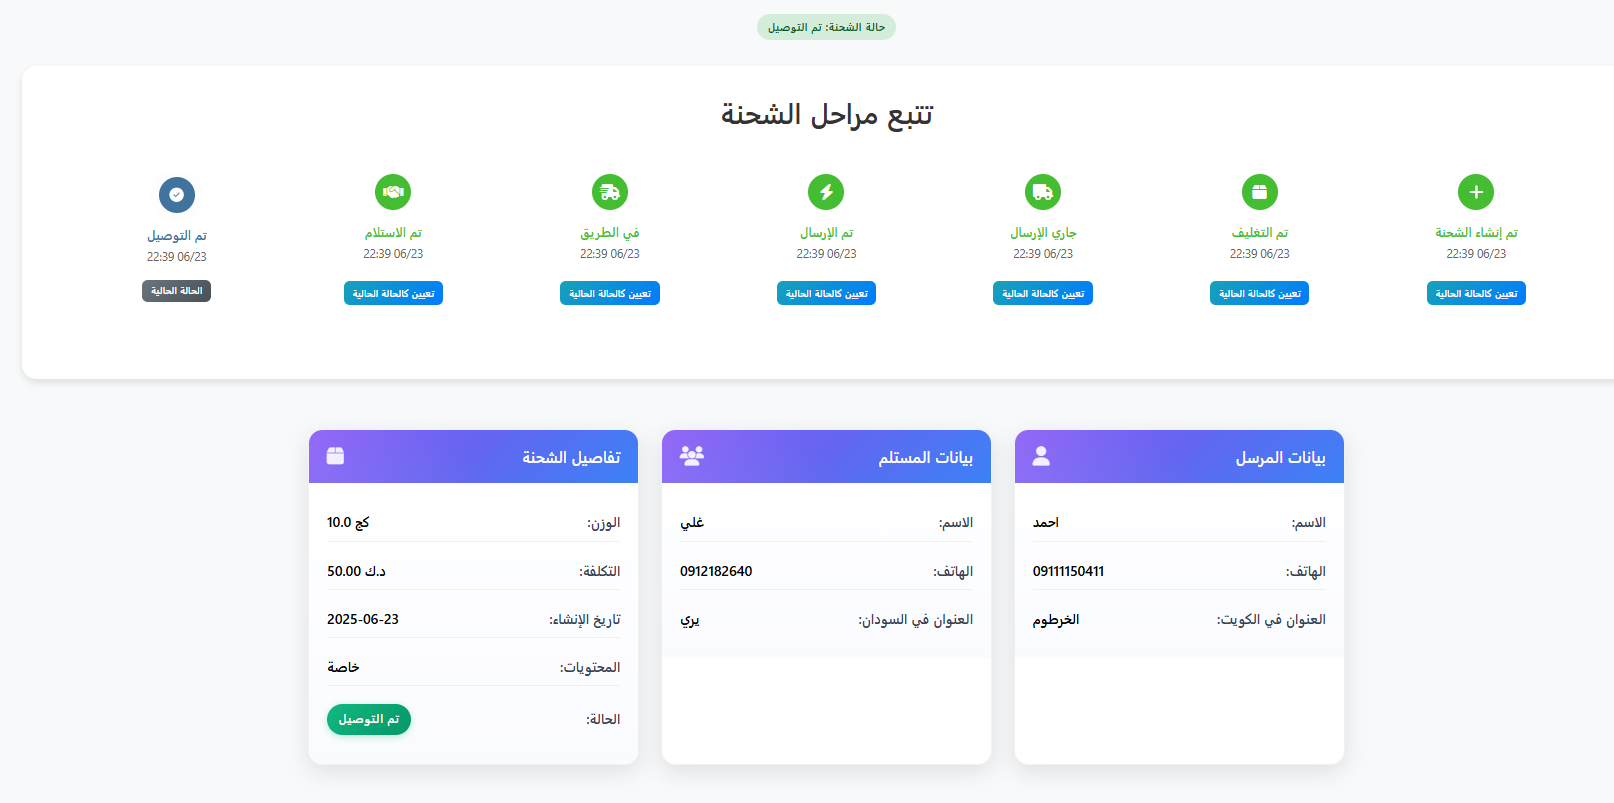 حالة الشحنة: تم التوصيل
تتبع مراحل الشحنة
تم إنشاء الشحنة
06/23 22:39
تعيين كالحالة الحالية
تم التغليف
06/23 22:39
تعيين كالحالة الحالية
جاري الإرسال
06/23 22:39
تعيين كالحالة الحالية
تم الإرسال
06/23 22:39
تعيين كالحالة الحالية
في الطريق
06/23 22:39
تعيين كالحالة الحالية
تم الاستلام
06/23 22:39
تعيين كالحالة الحالية
تم التوصيل
06/23 22:39
الحالة الحالية
بيانات المرسل
الاسم: احمد
الهاتف: 09111150411
العنوان في الكويت: الخرطوم
بيانات المستلم
الاسم: غلي
الهاتف: 0912182640
العنوان في السودان: يري
تفاصيل الشحنة
الوزن: 10.0 كج
التكلفة: 50.00 د.ك
تاريخ الإنشاء: 2025-06-23
المحتويات: خاصة
الحالة: تم التوصيل